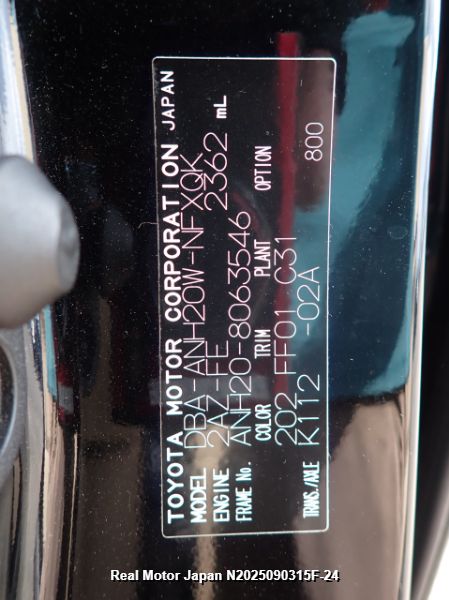 TOYOTA MOTOR CORPORATION JAPAN
MODEL DBA-ANH20W-NFXQK
ENGINE 2AZ-FE 2362 mL
FRAME No. ANH20-8063546
COLOR TRIM PLANT OPTION
202 FF01 C31 800
TRANS./AXLE K112 -02A
Real Motor Japan N2025090315F-24